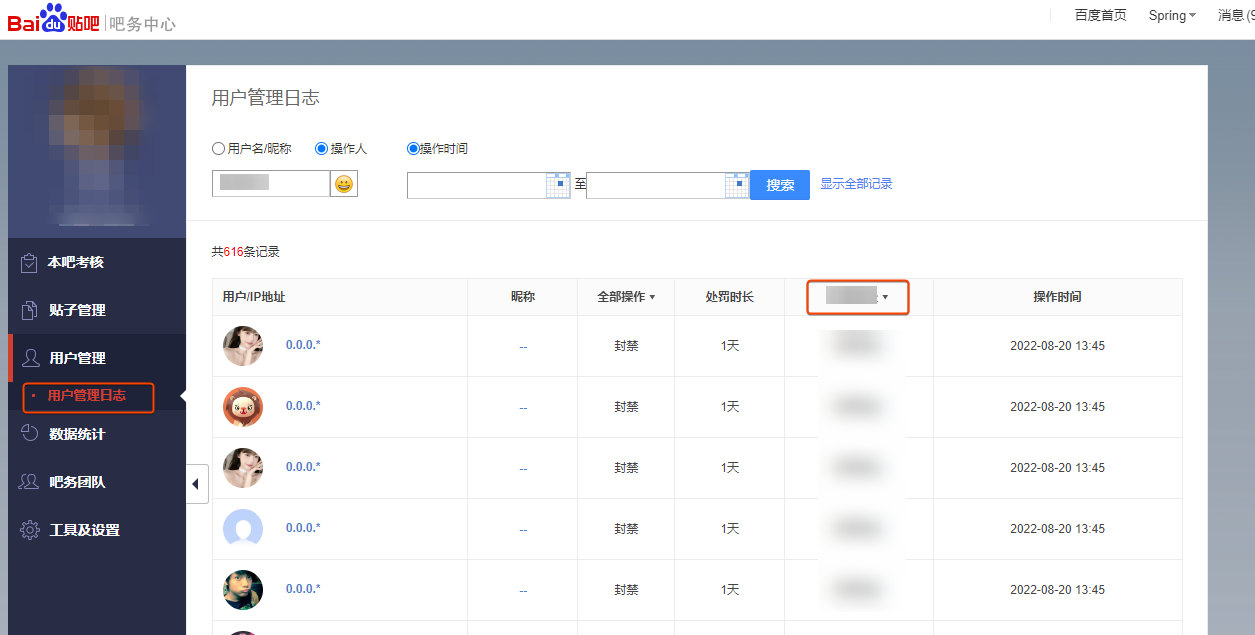 Bai du 贴吧 吧务中心
百度首页 Spring 消息(9
用户管理日志
用户名/昵称 操作人 操作时间
至 搜索 显示全部记录
本吧考核
贴子管理
用户管理
用户管理日志
数据统计
吧务团队
工具及设置
共616条记录
用户/IP地址 昵称 全部操作 处罚时长 操作时间
0.0.0.* -- 封禁 1天 2022-08-20 13:45
0.0.0.* -- 封禁 1天 2022-08-20 13:45
0.0.0.* -- 封禁 1天 2022-08-20 13:45
0.0.0.* -- 封禁 1天 2022-08-20 13:45
0.0.0.* -- 封禁 1天 2022-08-20 13:45